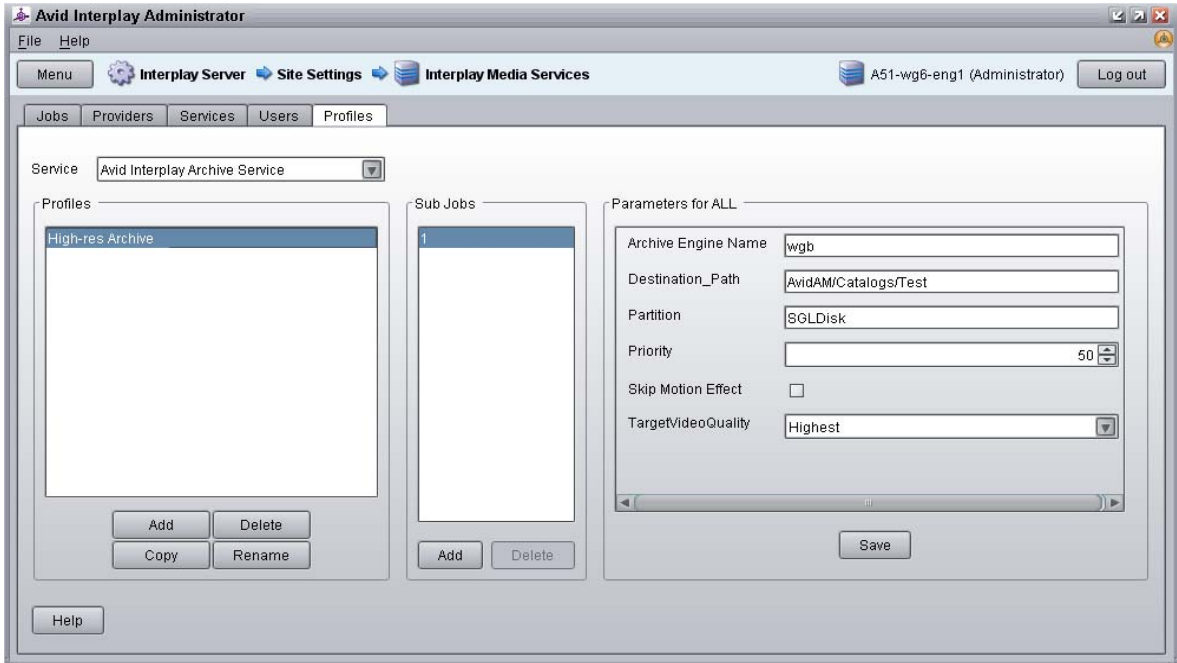 Avid Interplay Administrator
File Help
Menu Interplay Server Site Settings Interplay Media Services A51-wg6-eng1 (Administrator) Log out
Jobs Providers Services Users Profiles
Service Avid Interplay Archive Service
Profiles Sub Jobs Parameters for ALL
High-res Archive 1
Archive Engine Name wgb
Destination_Path AvidAM/Catalogs/Test
Partition SGLDisk
Priority 50
Skip Motion Effect
TargetVideoQuality Highest
Add Delete
Copy Rename
Add Delete
Save
Help